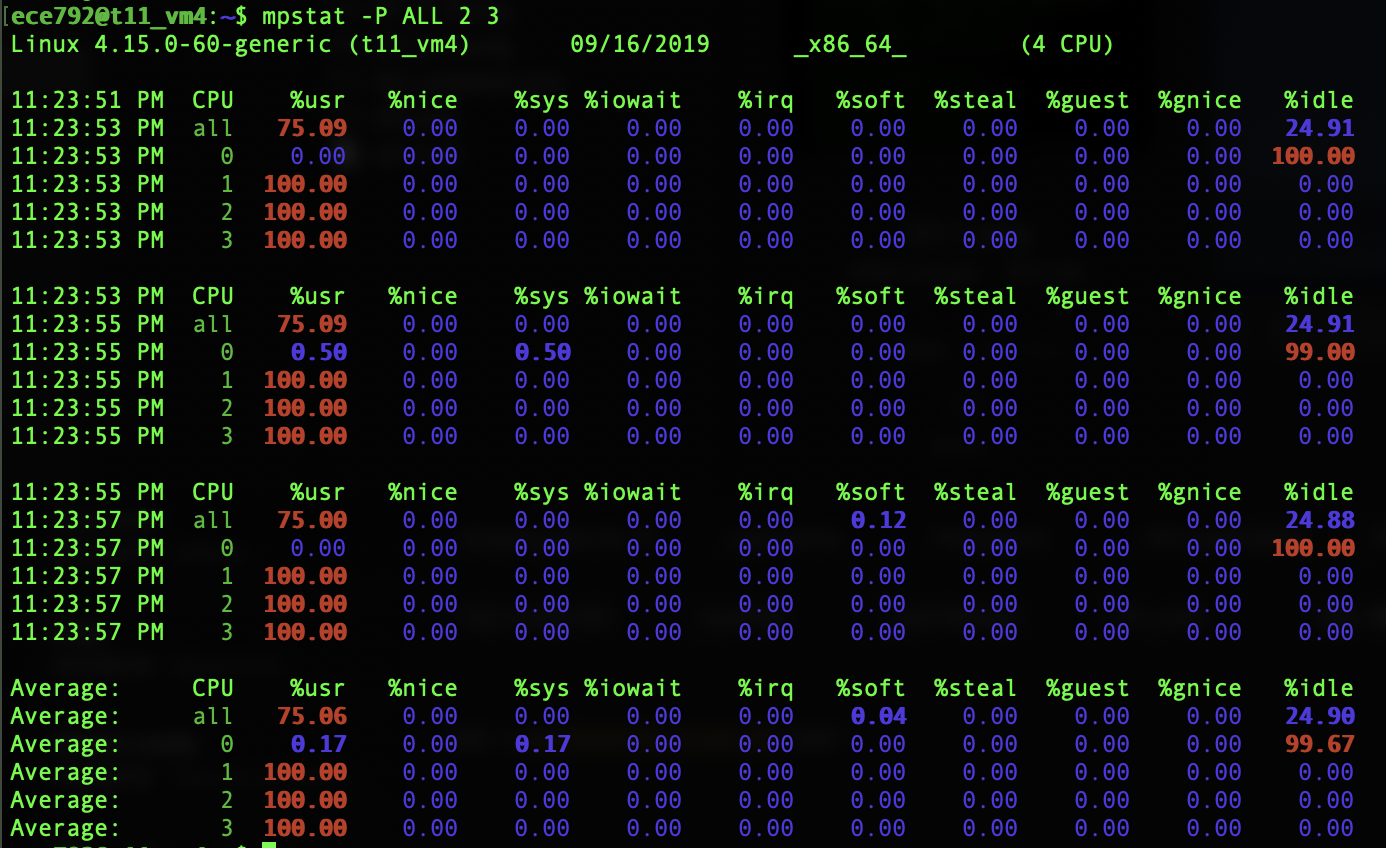 [ece792@t11_vm4:~$ mpstat -P ALL 2 3
Linux 4.15.0-60-generic (t11_vm4) 09/16/2019 _x86_64_ (4 CPU)
11:23:51 PM CPU %usr %nice %sys %iowait %irq %soft %steal %guest %gnice %idle
11:23:53 PM all 75.09 0.00 0.00 0.00 0.00 0.00 0.00 0.00 0.00 24.91
11:23:53 PM 0 0.00 0.00 0.00 0.00 0.00 0.00 0.00 0.00 0.00 100.00
11:23:53 PM 1 100.00 0.00 0.00 0.00 0.00 0.00 0.00 0.00 0.00 0.00
11:23:53 PM 2 100.00 0.00 0.00 0.00 0.00 0.00 0.00 0.00 0.00 0.00
11:23:53 PM 3 100.00 0.00 0.00 0.00 0.00 0.00 0.00 0.00 0.00 0.00
11:23:53 PM CPU %usr %nice %sys %iowait %irq %soft %steal %guest %gnice %idle
11:23:55 PM all 75.09 0.00 0.00 0.00 0.00 0.00 0.00 0.00 0.00 24.91
11:23:55 PM 0 0.50 0.00 0.50 0.00 0.00 0.00 0.00 0.00 0.00 99.00
11:23:55 PM 1 100.00 0.00 0.00 0.00 0.00 0.00 0.00 0.00 0.00 0.00
11:23:55 PM 2 100.00 0.00 0.00 0.00 0.00 0.00 0.00 0.00 0.00 0.00
11:23:55 PM 3 100.00 0.00 0.00 0.00 0.00 0.00 0.00 0.00 0.00 0.00
11:23:55 PM CPU %usr %nice %sys %iowait %irq %soft %steal %guest %gnice %idle
11:23:57 PM all 75.00 0.00 0.00 0.00 0.00 0.12 0.00 0.00 0.00 24.88
11:23:57 PM 0 0.00 0.00 0.00 0.00 0.00 0.00 0.00 0.00 0.00 100.00
11:23:57 PM 1 100.00 0.00 0.00 0.00 0.00 0.00 0.00 0.00 0.00 0.00
11:23:57 PM 2 100.00 0.00 0.00 0.00 0.00 0.00 0.00 0.00 0.00 0.00
11:23:57 PM 3 100.00 0.00 0.00 0.00 0.00 0.00 0.00 0.00 0.00 0.00
Average: CPU %usr %nice %sys %iowait %irq %soft %steal %guest %gnice %idle
Average: all 75.06 0.00 0.00 0.00 0.00 0.04 0.00 0.00 0.00 24.90
Average: 0 0.17 0.00 0.17 0.00 0.00 0.00 0.00 0.00 0.00 99.67
Average: 1 100.00 0.00 0.00 0.00 0.00 0.00 0.00 0.00 0.00 0.00
Average: 2 100.00 0.00 0.00 0.00 0.00 0.00 0.00 0.00 0.00 0.00
Average: 3 100.00 0.00 0.00 0.00 0.00 0.00 0.00 0.00 0.00 0.00